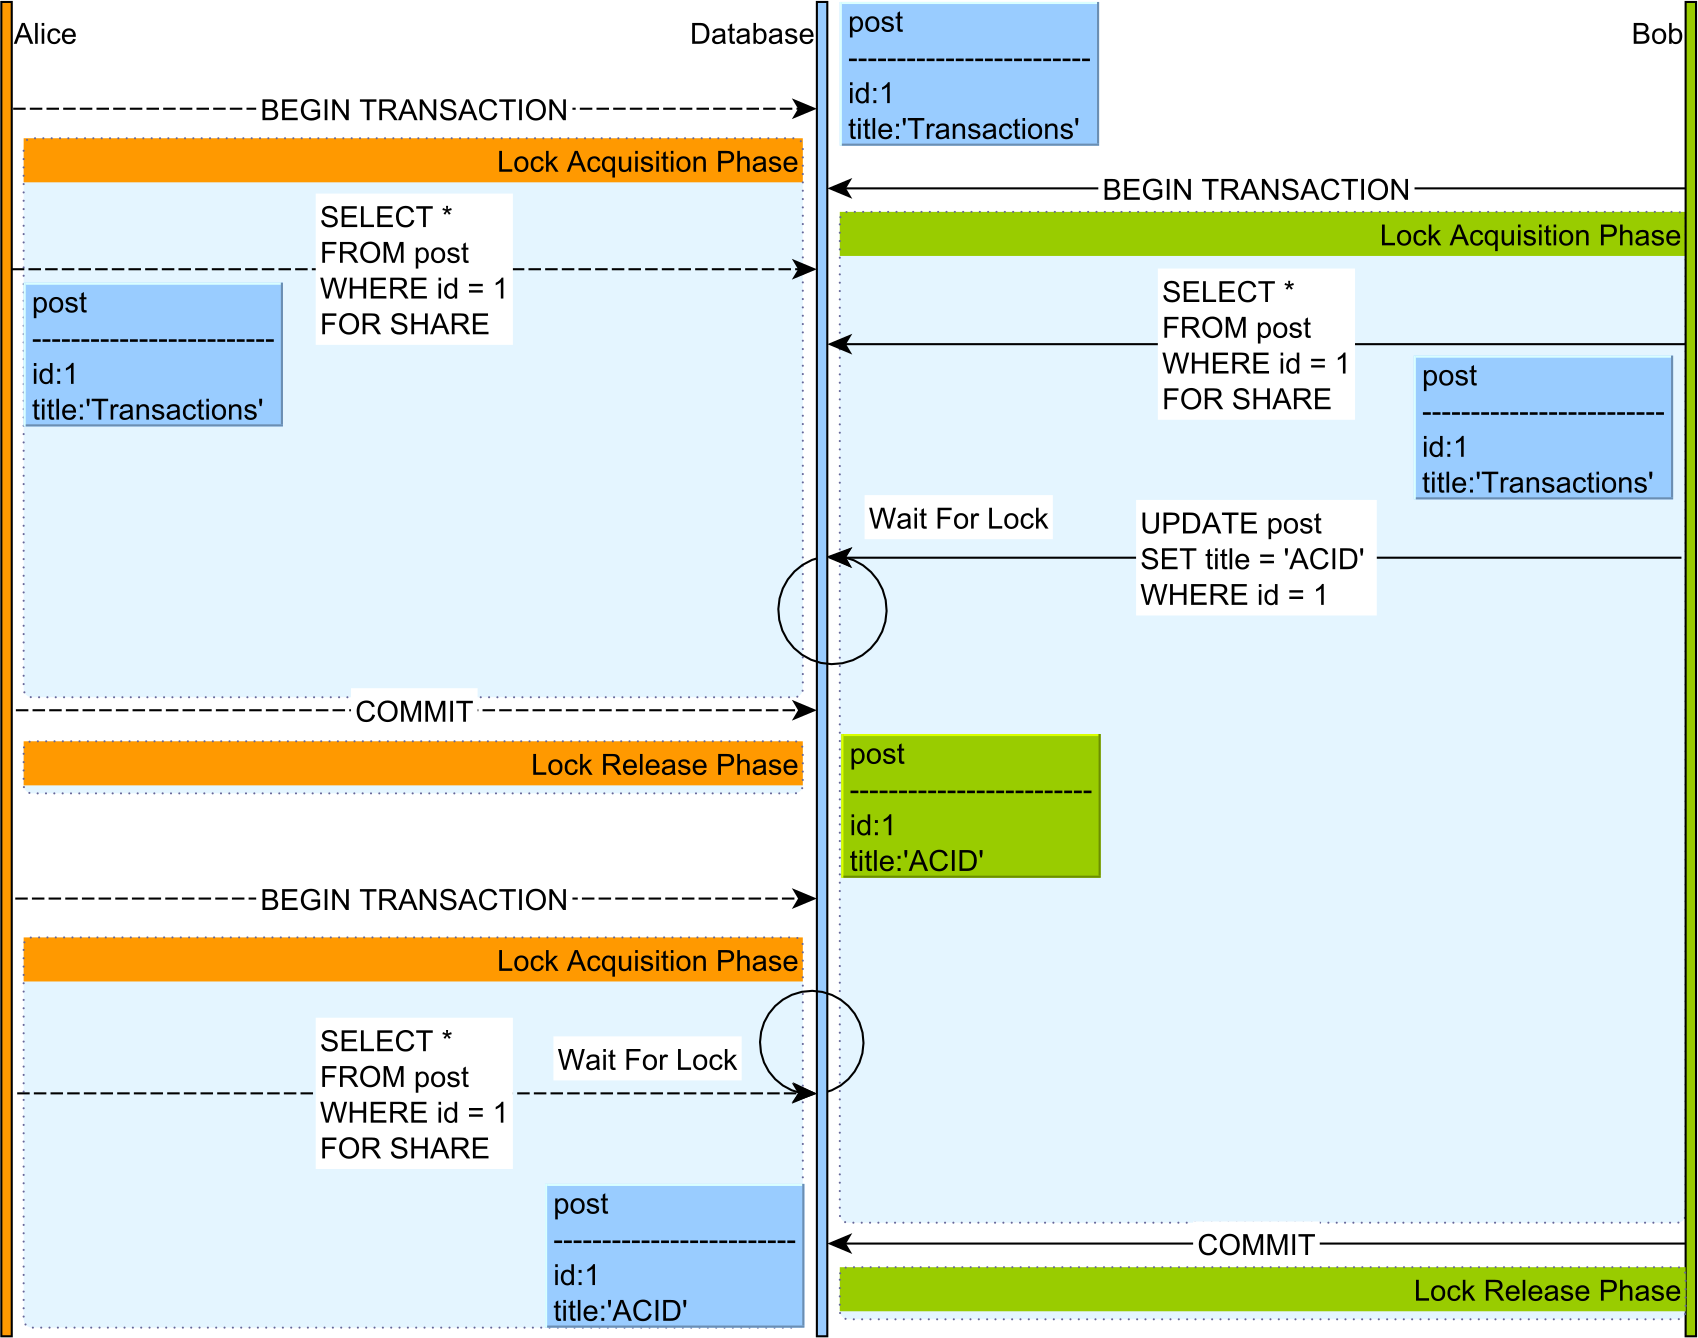 Alice
Database
Bob
post
-------------------------
id:1
title:'Transactions'
BEGIN TRANSACTION
Lock Acquisition Phase
BEGIN TRANSACTION
Lock Acquisition Phase
SELECT *
FROM post
WHERE id = 1
FOR SHARE
post
-------------------------
id:1
title:'Transactions'
SELECT *
FROM post
WHERE id = 1
FOR SHARE
post
-------------------------
id:1
title:'Transactions'
Wait For Lock
UPDATE post
SET title = 'ACID'
WHERE id = 1
COMMIT
Lock Release Phase
post
-------------------------
id:1
title:'ACID'
BEGIN TRANSACTION
Lock Acquisition Phase
SELECT *
FROM post
WHERE id = 1
FOR SHARE
Wait For Lock
post
-------------------------
id:1
title:'ACID'
COMMIT
Lock Release Phase